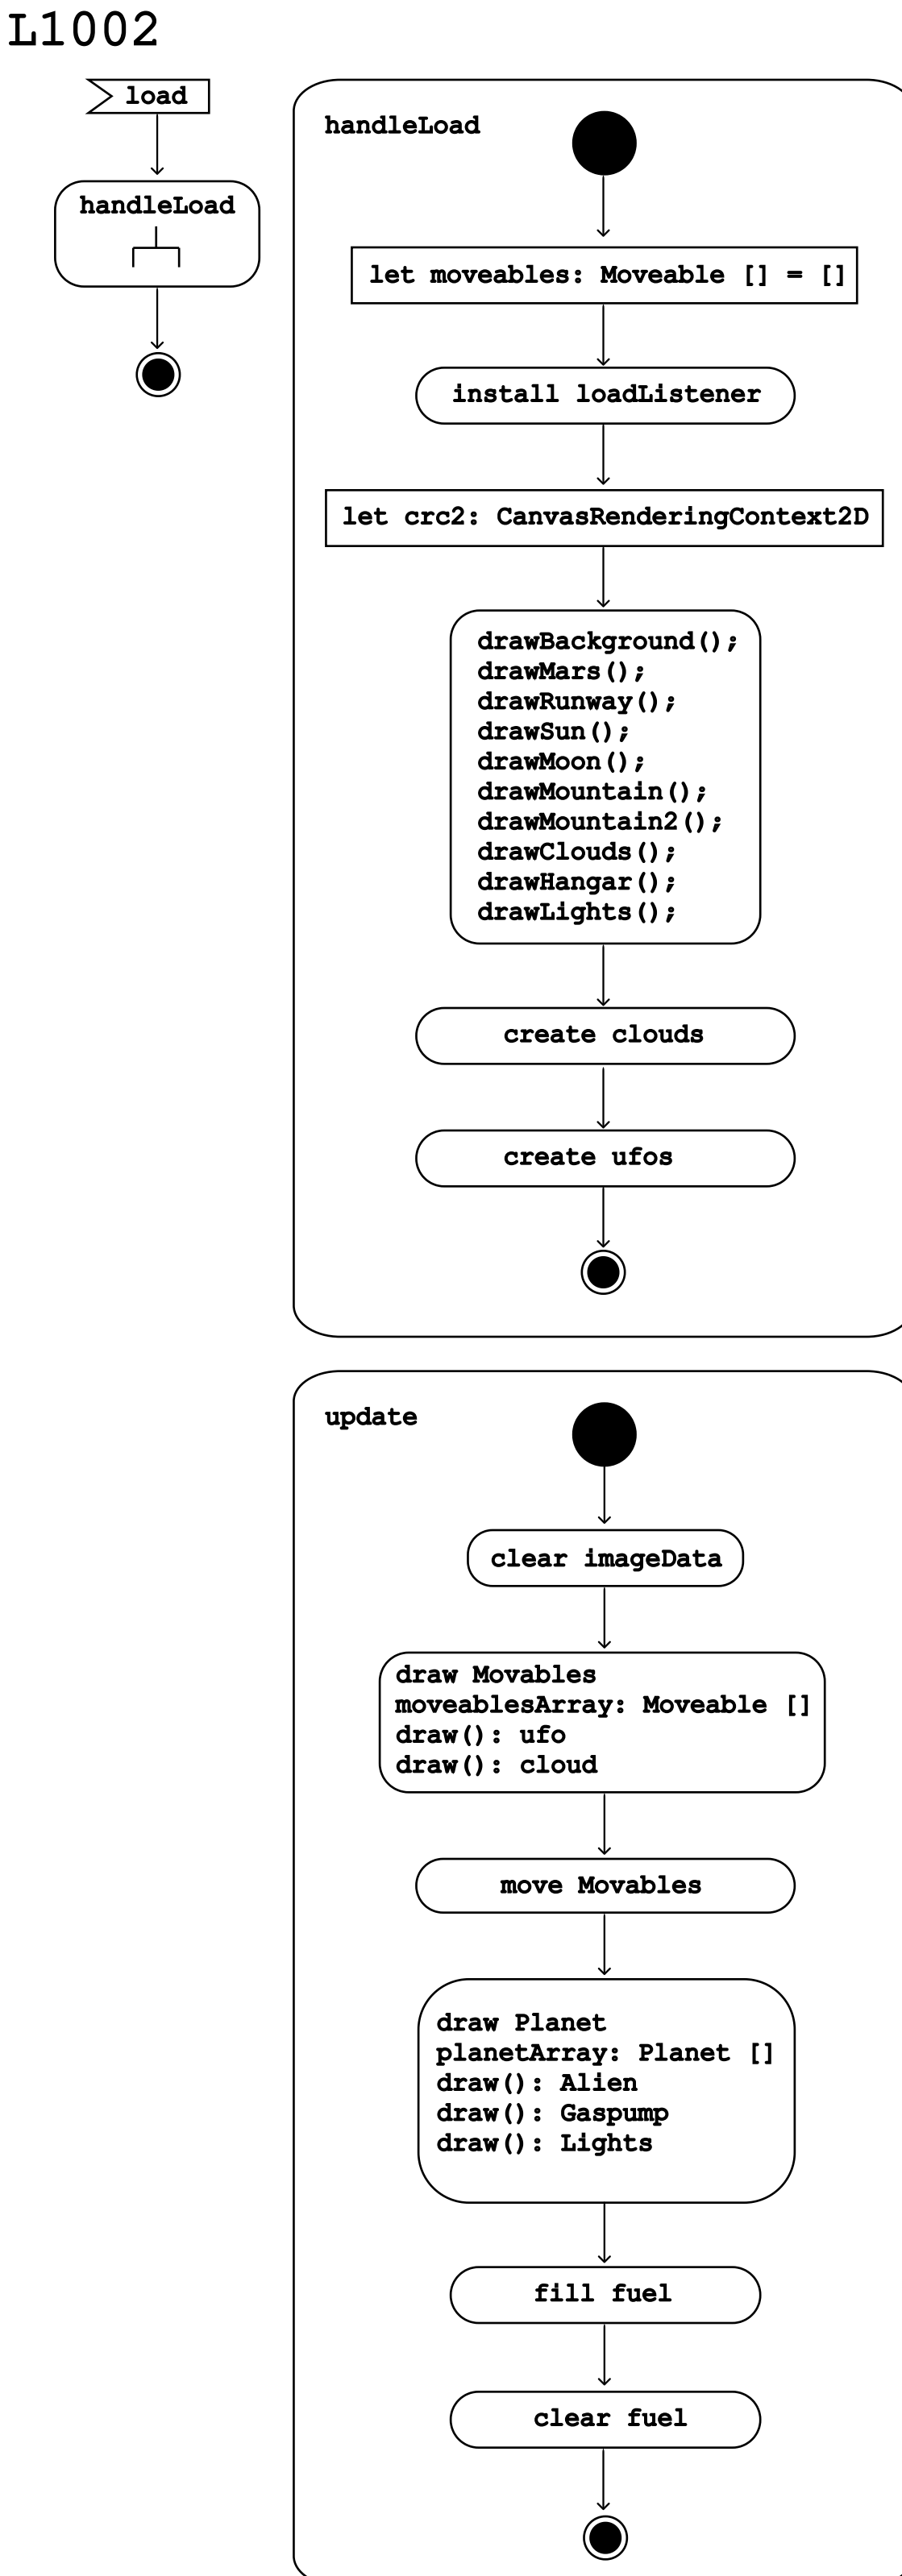 L1002
load
handleLoad
handleLoad
let moveables: Moveable [] = []
install loadListener
let crc2: CanvasRenderingContext2D
drawBackground();
drawMars();
drawRunway();
drawSun();
drawMoon();
drawMountain();
drawMountain2();
drawClouds();
drawHangar();
drawLights();
create clouds
create ufos
update
clear imageData
draw Movables
moveablesArray: Moveable []
draw(): ufo
draw(): cloud
move Movables
draw Planet
planetArray: Planet []
draw(): Alien
draw(): Gaspump
draw(): Lights
fill fuel
clear fuel